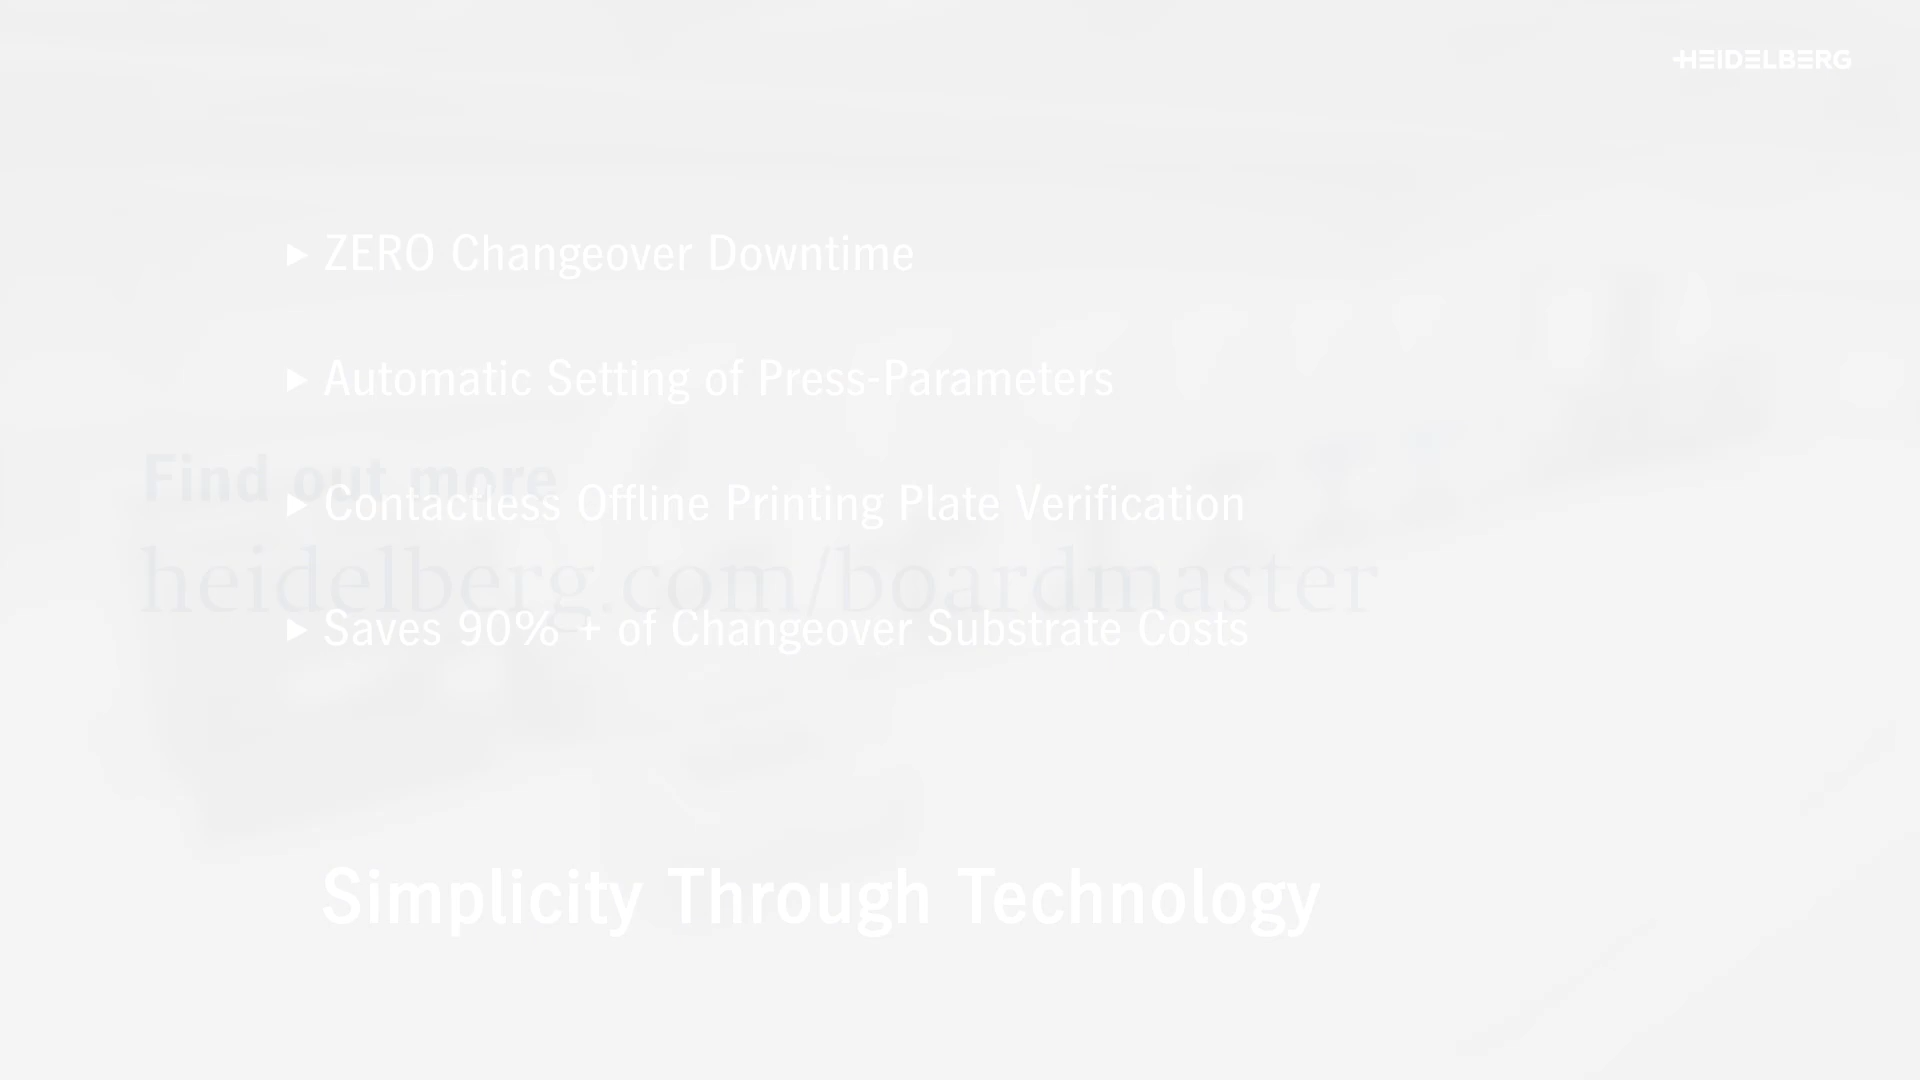 HEIDELBERG
▶ ZERO Changeover Downtime
▶ Automatic Setting of Press-Parameters
Find out more
▶ Contactless Offline Printing Plate Verification
heidelberg.com/boardmaster
▶ Saves 90% + of Changeover Substrate Costs
Simplicity Through Technology